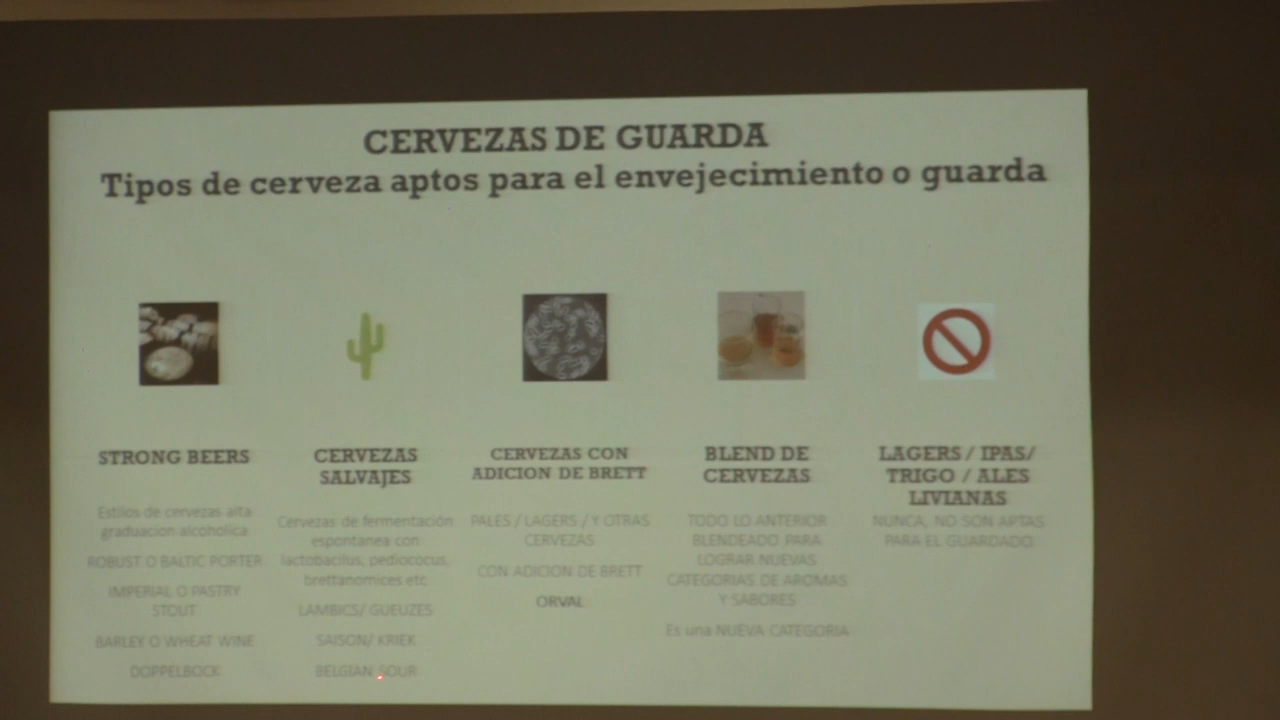 CERVEZAS DE GUARDA
Tipos de cerveza aptos para el envejecimiento o guarda
STRONG BEERS
Estilos de cervezas alta
graduacion alcoholica
ROBUST O BALTIC PORTER
IMPERIAL O PASTRY
STOUT
BARLEY O WHEAT WINE
DOPPELBOCK
CERVEZAS
SALVAJES
Cervezas de fermentación
espontanea con
lactobacilus, pediococus,
brettanomices etc
LAMBICS/ GUEUZES
SAISON/ KRIEK
BELGIAN SOUR
CERVEZAS CON
ADICION DE BRETT
PALES / LAGERS / Y OTRAS
CERVEZAS
CON ADICION DE BRETT
ORVAL
BLEND DE
CERVEZAS
TODO LO ANTERIOR
BLENDEADO PARA
LOGRAR NUEVAS
CATEGORIAS DE AROMAS
Y SABORES
Es una NUEVA CATEGORIA
LAGERS / IPAS/
TRIGO / ALES
LIVIANAS
NUNCA, NO SON APTAS
PARA EL GUARDADO